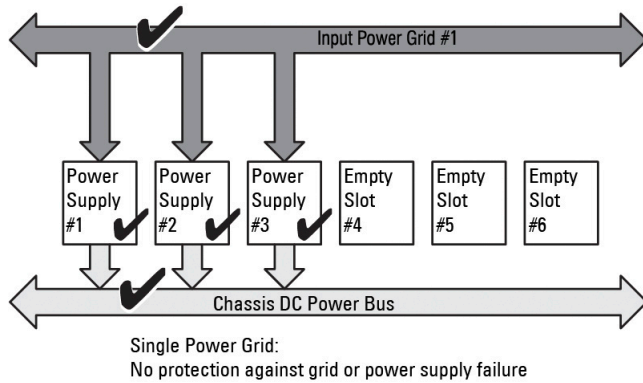 Input Power Grid #1
Power
Supply
#1
Power
Supply
#2
Power
Supply
#3
Empty
Slot
#4
Empty
Slot
#5
Empty
Slot
#6
Chassis DC Power Bus
Single Power Grid:
No protection against grid or power supply failure